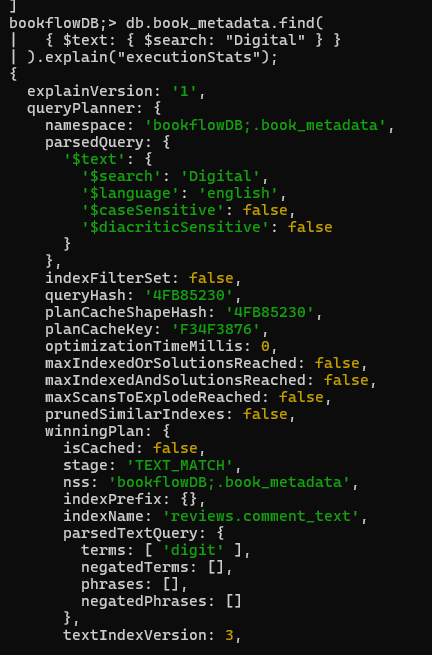 ]
bookflowDB;> db.book_metadata.find(
|   { $text: { $search: "Digital" } }
| ).explain("executionStats");
{
  explainVersion: '1',
  queryPlanner: {
    namespace: 'bookflowDB;.book_metadata',
    parsedQuery: {
      '$text': {
        '$search': 'Digital',
        '$language': 'english',
        '$caseSensitive': false,
        '$diacriticSensitive': false
      }
    },
    indexFilterSet: false,
    queryHash: '4FB85230',
    planCacheShapeHash: '4FB85230',
    planCacheKey: 'F34F3876',
    optimizationTimeMillis: 0,
    maxIndexedOrSolutionsReached: false,
    maxIndexedAndSolutionsReached: false,
    maxScansToExplodeReached: false,
    prunedSimilarIndexes: false,
    winningPlan: {
      isCached: false,
      stage: 'TEXT_MATCH',
      nss: 'bookflowDB;.book_metadata',
      indexPrefix: {},
      indexName: 'reviews.comment_text',
      parsedTextQuery: {
        terms: [ 'digit' ],
        negatedTerms: [],
        phrases: [],
        negatedPhrases: []
      },
      textIndexVersion: 3,